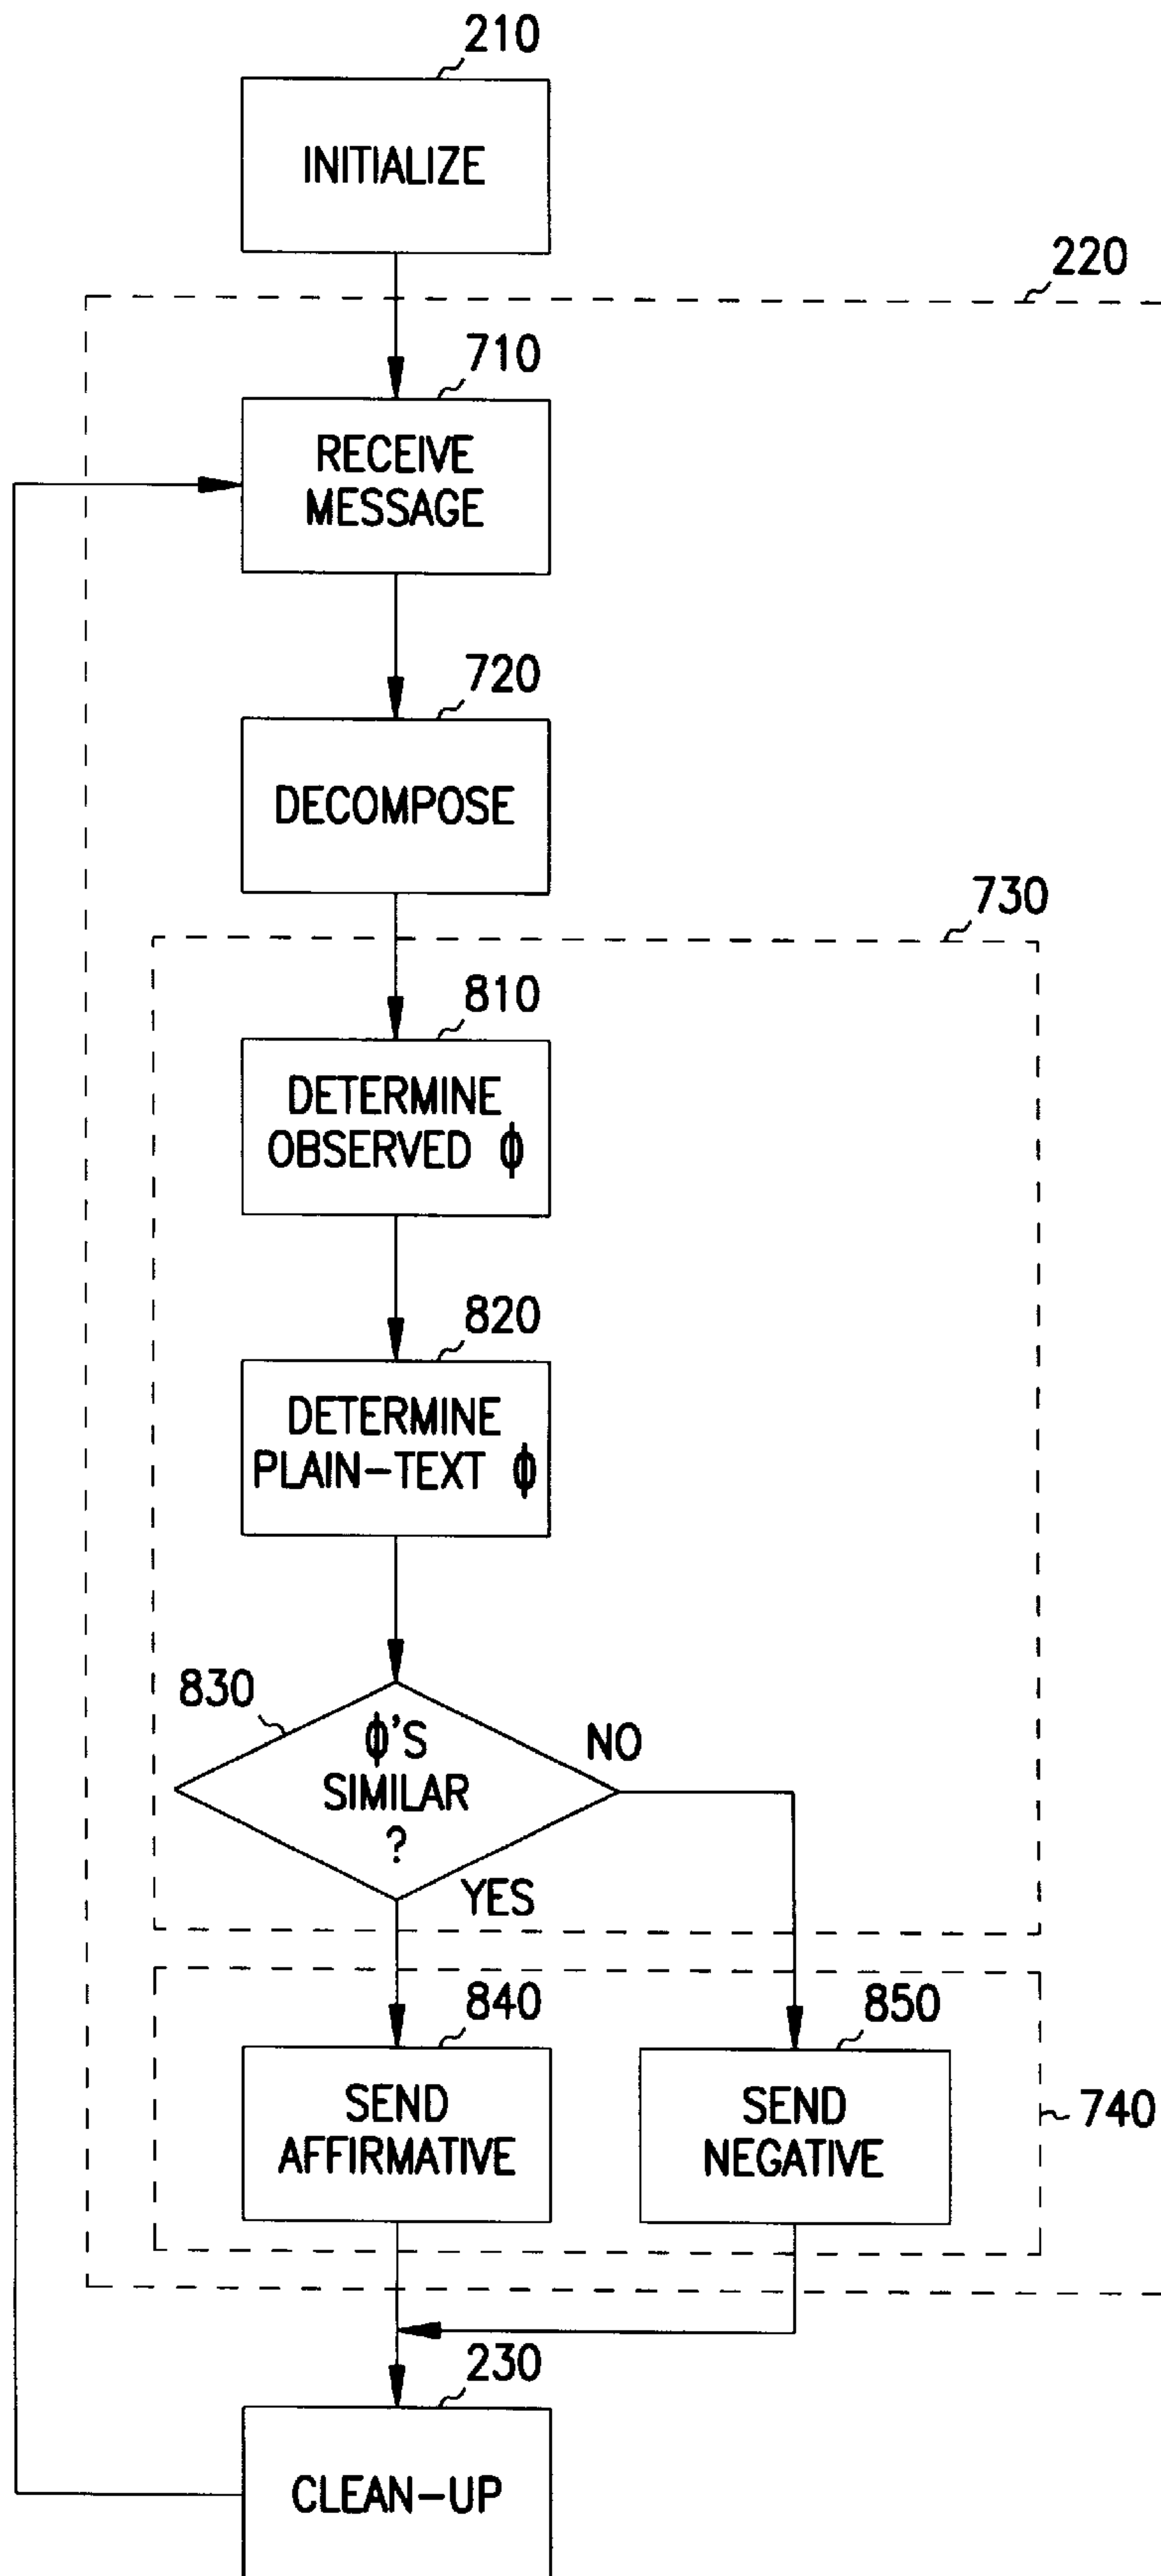 210
INITIALIZE
220
710
RECEIVE
MESSAGE
720
DECOMPOSE
730
810
DETERMINE
OBSERVED ϕ
820
DETERMINE
PLAIN-TEXT ϕ
830
ϕ'S
SIMILAR
?
NO
YES
840
SEND
AFFIRMATIVE
850
SEND
NEGATIVE
740
230
CLEAN-UP